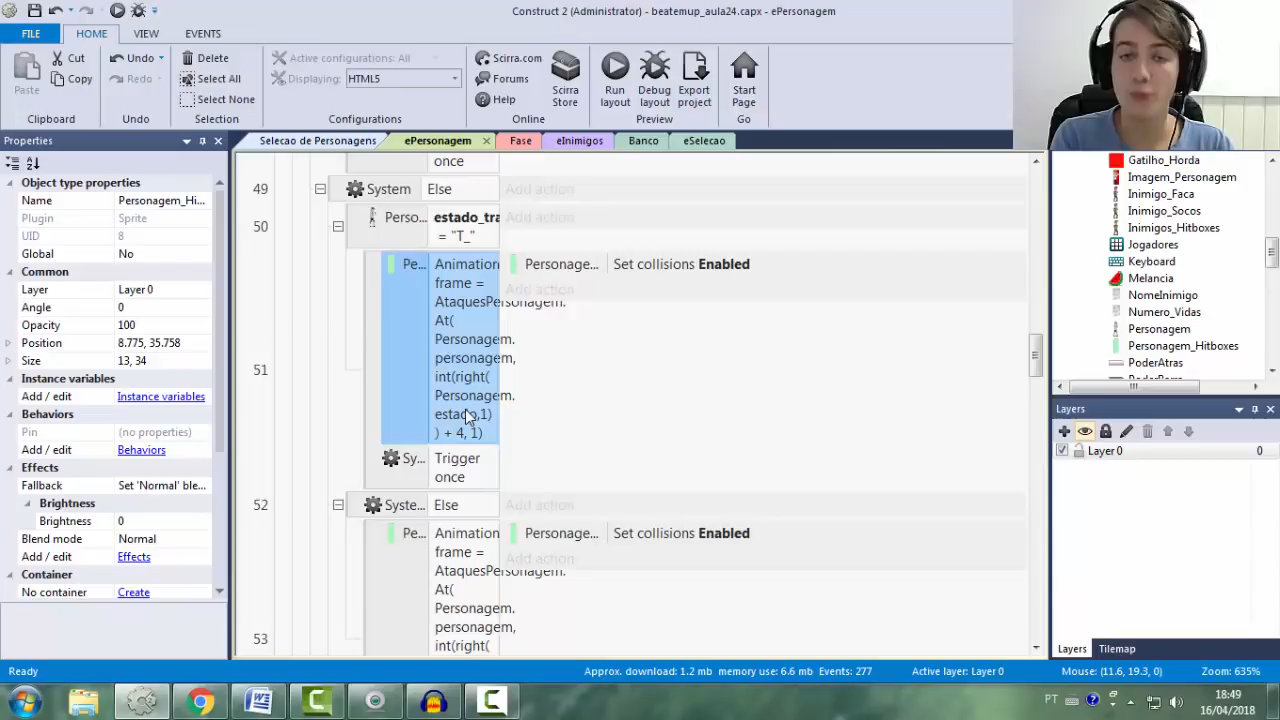 Construct 2 (Administrator) - beatemup_aula24.capx - ePersonagem
FILE HOME VIEW EVENTS
Paste Cut Copy
Clipboard
Undo Redo
Undo
Delete
Select All
Select None
Selection
Active configurations: All
Displaying: HTML5
Configurations
Scirra.com
Forums
Help
Scirra Store
Online
Run layout Debug layout Export project
Preview
Start Page
Go
Properties
Object type properties
Name Personagem_Hi...
Plugin Sprite
UID 8
Global No
Common
Layer Layer 0
Angle 0
Opacity 100
Position 8.775, 35.758
Size 13, 34
Instance variables
Add / edit Instance variables
Behaviors
Pin (no properties)
Add / edit Behaviors
Effects
Fallback Set 'Normal' ble...
Brightness
Brightness 0
Blend mode Normal
Add / edit Effects
Container
No container Create
Selecao de Personagens ePersonagem Fase eInimigos Banco eSelecao
once
49 System Else Add action
50 Perso... estado_tra Add action
= "T_"
51 Pe... Animation Personage... Set collisions Enabled
frame = Add action
AtaquesPersonagem.
At(
Personagem.
personagem,
int(right(
Personagem.
estado,1)
) + 4, 1)
Sy... Trigger
once
52 Syste... Else Add action
53 Pe... Animation Personage... Set collisions Enabled
frame = Add action
AtaquesPersonagem.
At(
Personagem.
personagem,
int(right(
Gatilho_Horda
Imagem_Personagem
Inimigo_Faca
Inimigo_Socos
Inimigos_Hitboxes
Jogadores
Keyboard
Melancia
NomeInimigo
Numero_Vidas
Personagem
Personagem_Hitboxes
PoderAtras
Layers
Layer 0 0
Layers Tilemap
Ready Approx. download: 1.2 mb memory use: 6.6 mb Events: 277 Active layer: Layer 0 Mouse: (11.6, 19.3, 0) Zoom: 635%
PT 18:49
16/04/2018